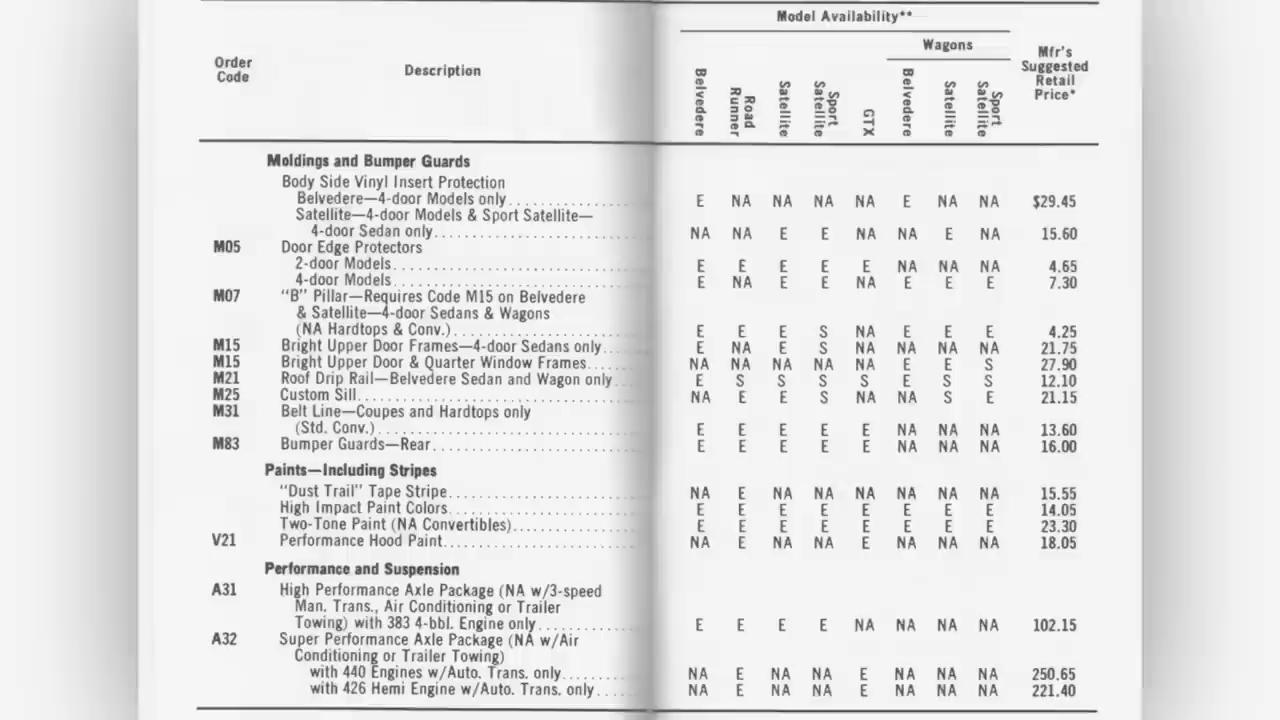 Model Availability**
Wagons
Order Code Description Belvedere Road Runner Satellite Sport Satellite GTX Belvedere Satellite Sport Satellite Mfr's Suggested Retail Price*
Moldings and Bumper Guards
Body Side Vinyl Insert Protection
Belvedere—4-door Models only E NA NA NA NA E NA NA $29.45
Satellite—4-door Models & Sport Satellite—
4-door Sedan only NA NA E E NA NA E NA 15.60
M05 Door Edge Protectors
2-door Models E E E E E NA NA NA 4.65
4-door Models E NA E E NA E E E 7.30
M07 "B" Pillar—Requires Code M15 on Belvedere
& Satellite—4-door Sedans & Wagons
(NA Hardtops & Conv.) E E E S NA E E E 4.25
M15 Bright Upper Door Frames—4-door Sedans only E NA E S NA NA NA NA 21.75
M15 Bright Upper Door & Quarter Window Frames NA NA NA NA NA E E S 27.90
M21 Roof Drip Rail—Belvedere Sedan and Wagon only E S S S S E S S 12.10
M25 Custom Sill NA E E S NA NA S E 21.15
M31 Belt Line—Coupes and Hardtops only
(Std. Conv.) E E E E E NA NA NA 13.60
M83 Bumper Guards—Rear E E E E E NA NA NA 16.00
Paints—Including Stripes
"Dust Trail" Tape Stripe NA E NA NA NA NA NA NA 15.55
High Impact Paint Colors E E E E E E E E 14.05
Two-Tone Paint (NA Convertibles) E E E E E E E E 23.30
V21 Performance Hood Paint NA E NA NA E NA NA NA 18.05
Performance and Suspension
A31 High Performance Axle Package (NA w/3-speed
Man. Trans., Air Conditioning or Trailer
Towing) with 383 4-bbl. Engine only E E E E NA NA NA NA 102.15
A32 Super Performance Axle Package (NA w/Air
Conditioning or Trailer Towing)
with 440 Engines w/Auto. Trans. only NA E NA NA E NA NA NA 250.65
with 426 Hemi Engine w/Auto. Trans. only NA E NA NA E NA NA NA 221.40